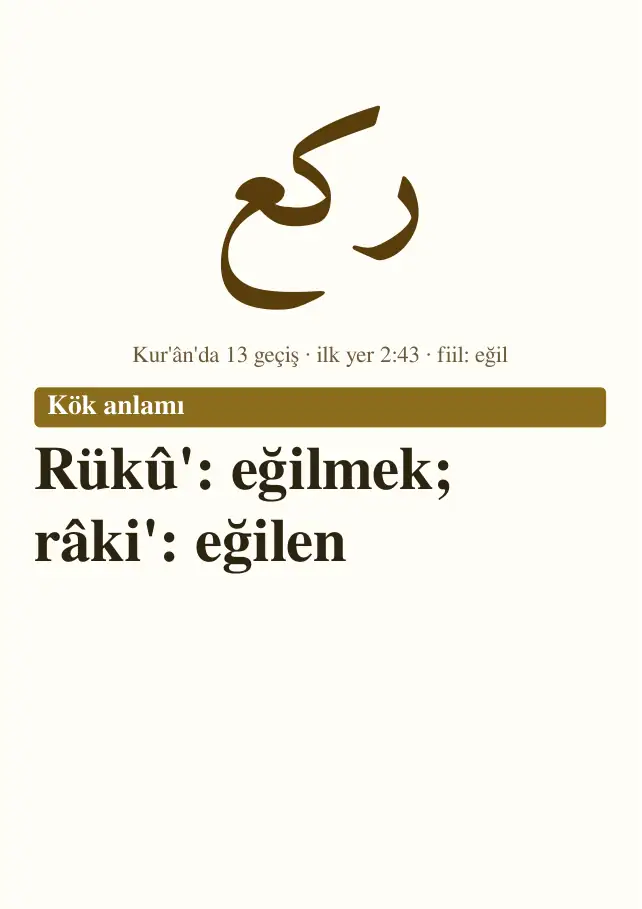 ركع
Kur'ân'da 13 geçiş · ilk yer 2:43 · fiil: eğil
Kök anlamı
Rükû': eğilmek;
râki': eğilen